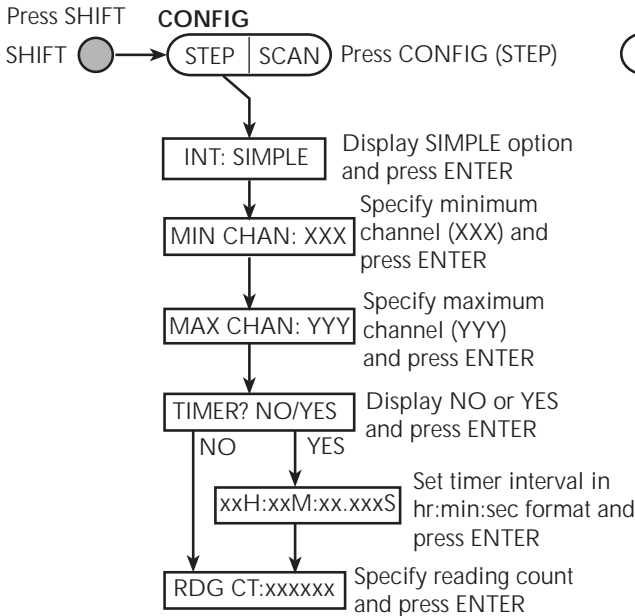 Press SHIFT
CONFIG
SHIFT
STEP
SCAN
Press CONFIG (STEP)
INT: SIMPLE
Display SIMPLE option
and press ENTER
MIN CHAN: XXX
Specify minimum
channel (XXX) and
press ENTER
MAX CHAN: YYY
Specify maximum
channel (YYY)
and press ENTER
TIMER? NO/YES
Display NO or YES
and press ENTER
NO
YES
xxH:xxM:xx.xxxS
Set timer interval in
hr:min:sec format and
press ENTER
RDG CT:xxxxxx
Specify reading count
and press ENTER